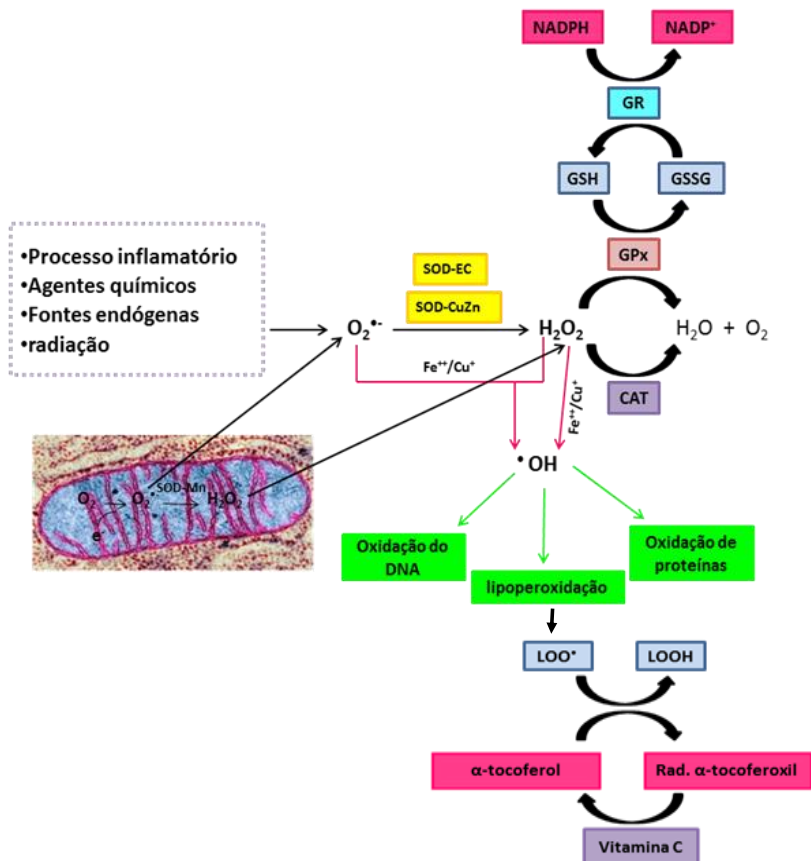 NADPH NADP⁺
GR
GSH GSSG
GPx
•Processo inflamatório
•Agentes químicos
•Fontes endógenas
•radiação
SOD-EC
SOD-CuZn
O₂•- H₂O₂ H₂O + O₂
Fe⁺⁺/Cu⁺
Fe⁺⁺/Cu⁺
CAT
• OH
O₂ O₂•- SOD-Mn H₂O₂
e⁻
Oxidação do
DNA
lipoperoxidação
Oxidação de
proteínas
LOO• LOOH
α-tocoferol Rad. α-tocoferoxil
Vitamina C